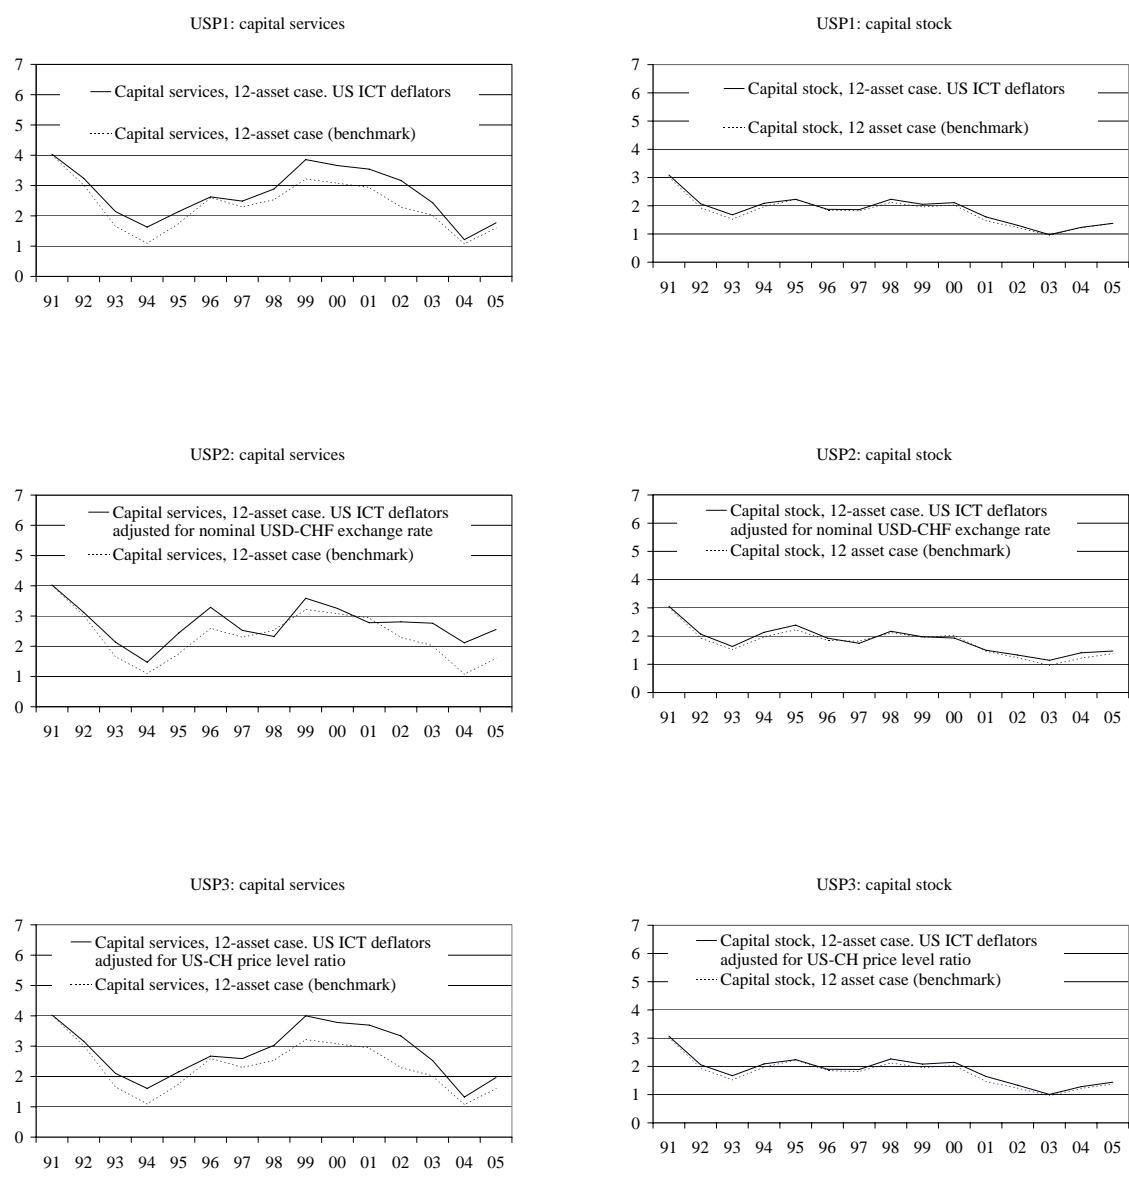 USP1: capital services
7
6
5
4
3
2
1
0
Capital services, 12-asset case. US ICT deflators
Capital services, 12-asset case (benchmark)
91 92 93 94 95 96 97 98 99 00 01 02 03 04 05
USP1: capital stock
7
6
5
4
3
2
1
0
Capital stock, 12-asset case. US ICT deflators
Capital stock, 12 asset case (benchmark)
91 92 93 94 95 96 97 98 99 00 01 02 03 04 05
USP2: capital services
7
6
5
4
3
2
1
0
Capital services, 12-asset case. US ICT deflators
adjusted for nominal USD-CHF exchange rate
Capital services, 12-asset case (benchmark)
91 92 93 94 95 96 97 98 99 00 01 02 03 04 05
USP2: capital stock
7
6
5
4
3
2
1
0
Capital stock, 12-asset case. US ICT deflators
adjusted for nominal USD-CHF exchange rate
Capital stock, 12 asset case (benchmark)
91 92 93 94 95 96 97 98 99 00 01 02 03 04 05
USP3: capital services
7
6
5
4
3
2
1
0
Capital services, 12-asset case. US ICT deflators
adjusted for US-CH price level ratio
Capital services, 12-asset case (benchmark)
91 92 93 94 95 96 97 98 99 00 01 02 03 04 05
USP3: capital stock
7
6
5
4
3
2
1
0
Capital stock, 12-asset case. US ICT deflators
adjusted for US-CH price level ratio
Capital stock, 12 asset case (benchmark)
91 92 93 94 95 96 97 98 99 00 01 02 03 04 05